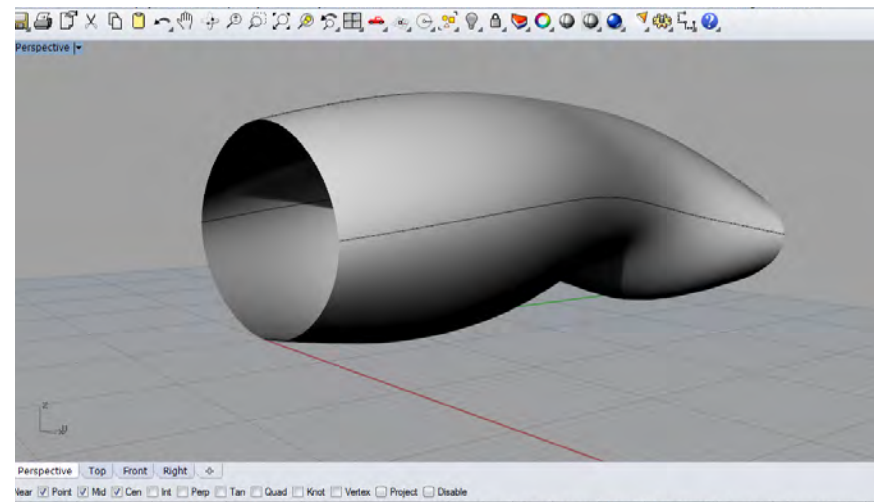 Perspective
z
Perspective Top Front Right
Near Point Mid Cen Int Perp Tan Quad Knot Vertex Project Disable